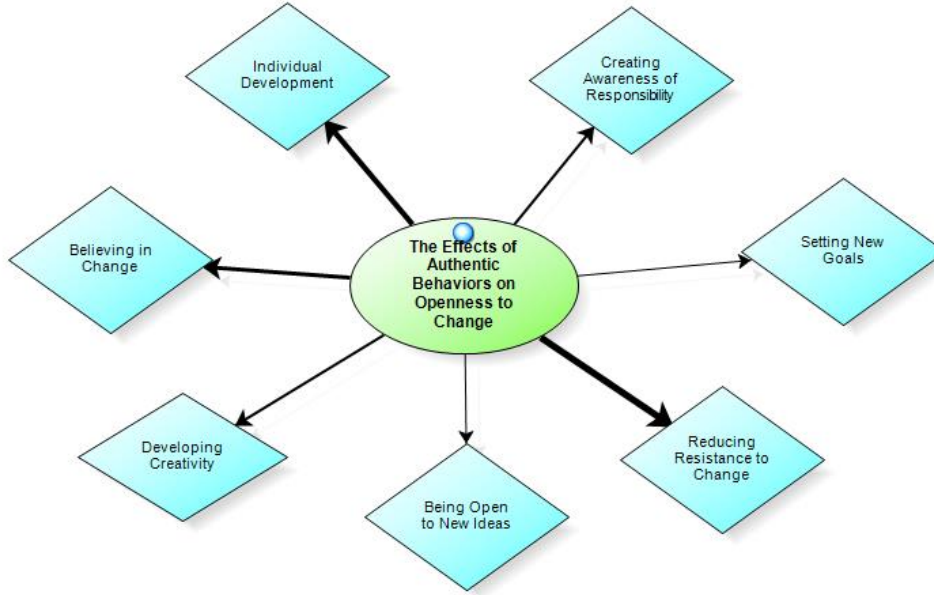 Individual
Development
Creating
Awareness of
Responsibility
Believing in
Change
The Effects of
Authentic
Behaviors on
Openness to
Change
Setting New
Goals
Developing
Creativity
Being Open
to New Ideas
Reducing
Resistance to
Change